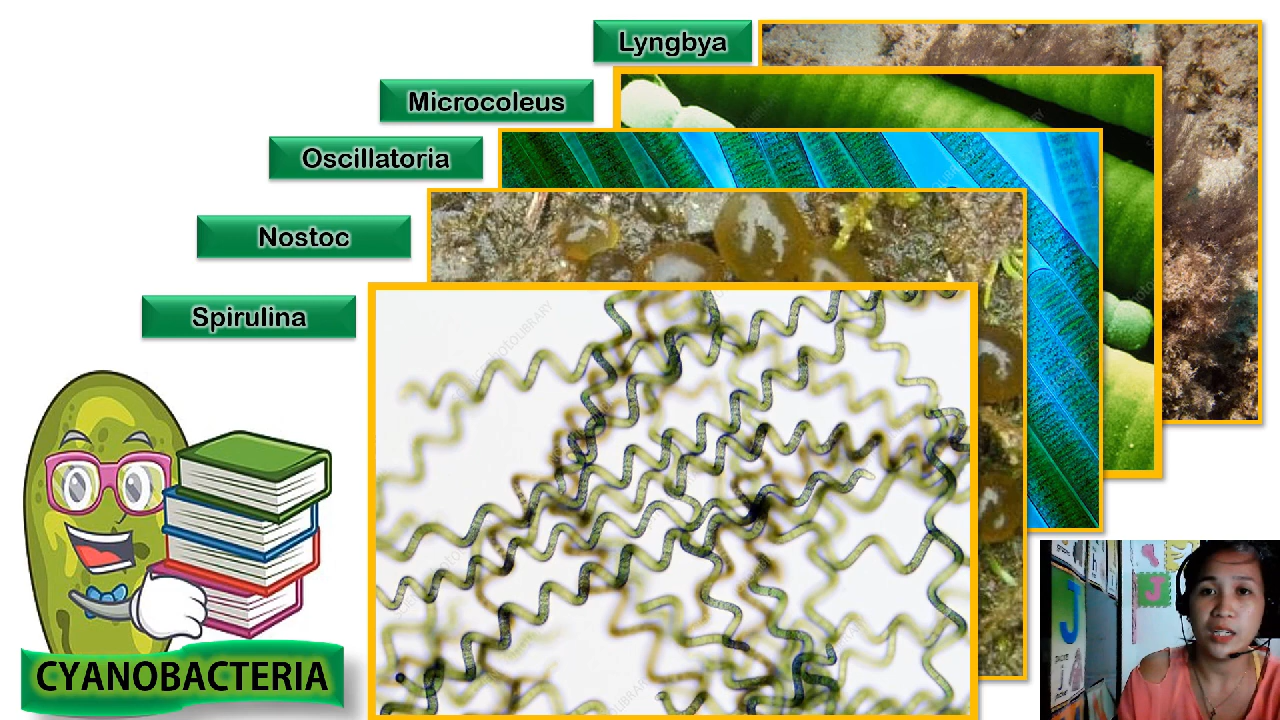 Lyngbya
Microcoleus
Oscillatoria
Nostoc
Spirulina
CYANOBACTERIA
J
J